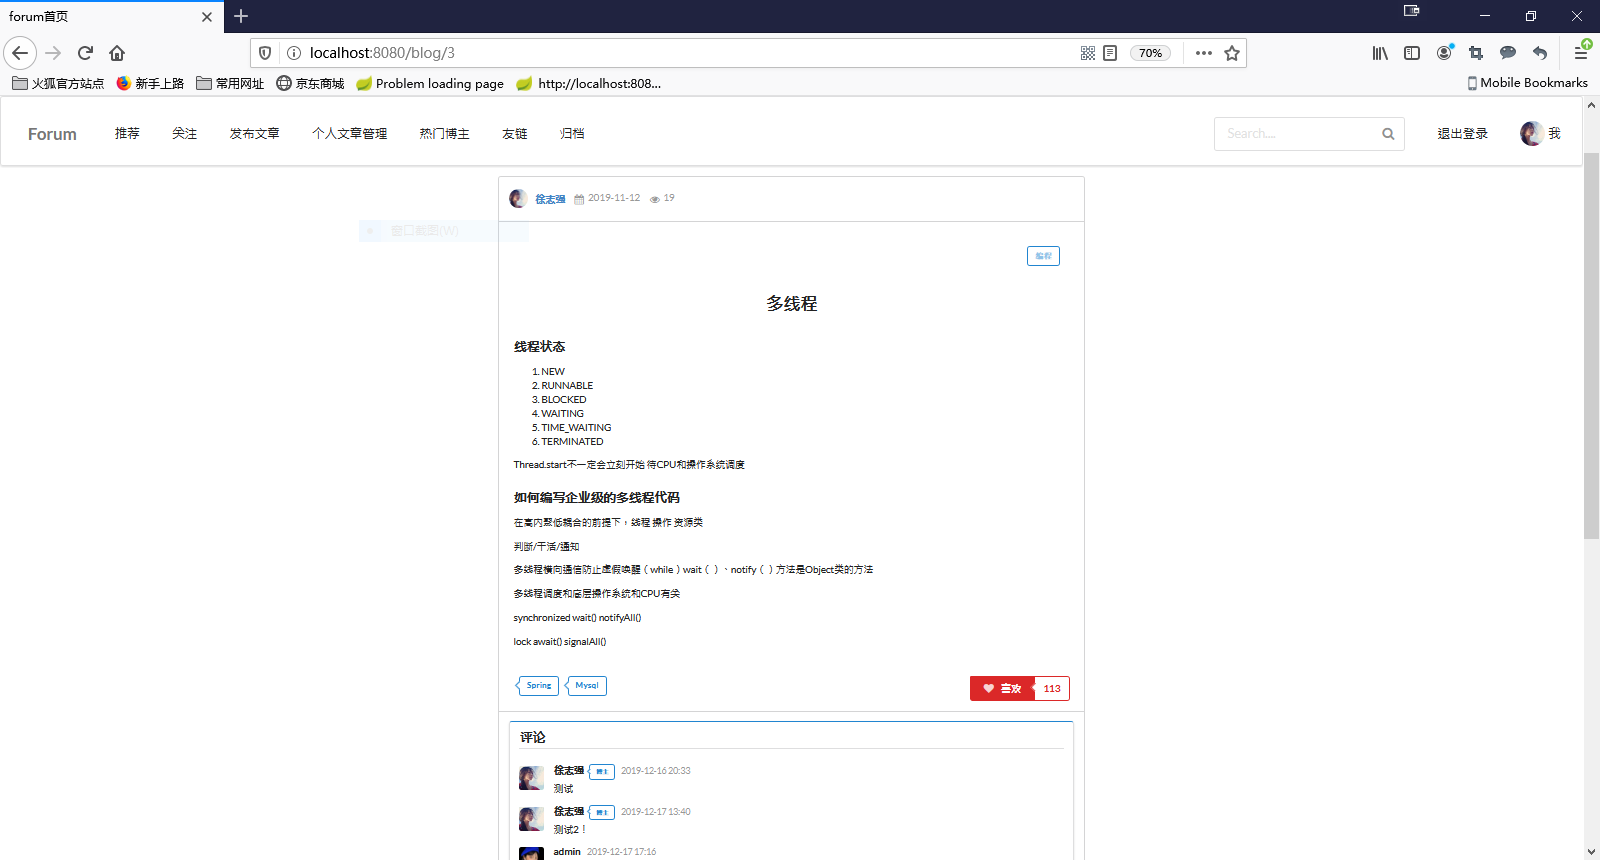 forum首页
localhost:8080/blog/3
70%
火狐官方站点 新手上路 常用网址 京东商城 Problem loading page http://localhost:808... Mobile Bookmarks
Forum 推荐 关注 发布文章 个人文章管理 热门博主 友链 归档 Search.... 退出登录 我
徐志强 2019-11-12 19
窗口截图(W)
编程
多线程
线程状态
1. NEW
2. RUNNABLE
3. BLOCKED
4. WAITING
5. TIME_WAITING
6. TERMINATED
Thread.start不一定会立刻开始 待CPU和操作系统调度
如何编写企业级的多线程代码
在高内聚低耦合的前提下，线程 操作 资源类
判断/干活/通知
多线程横向通信防止虚假唤醒（while）wait（）、notify（）方法是Object类的方法
多线程调度和底层操作系统和CPU有关
synchronized wait() notifyAll()
lock await() signalAll()
Spring Mysql 喜欢 113
评论
徐志强 博主 2019-12-16 20:33
测试
徐志强 博主 2019-12-17 13:40
测试2！
admin 2019-12-17 17:16